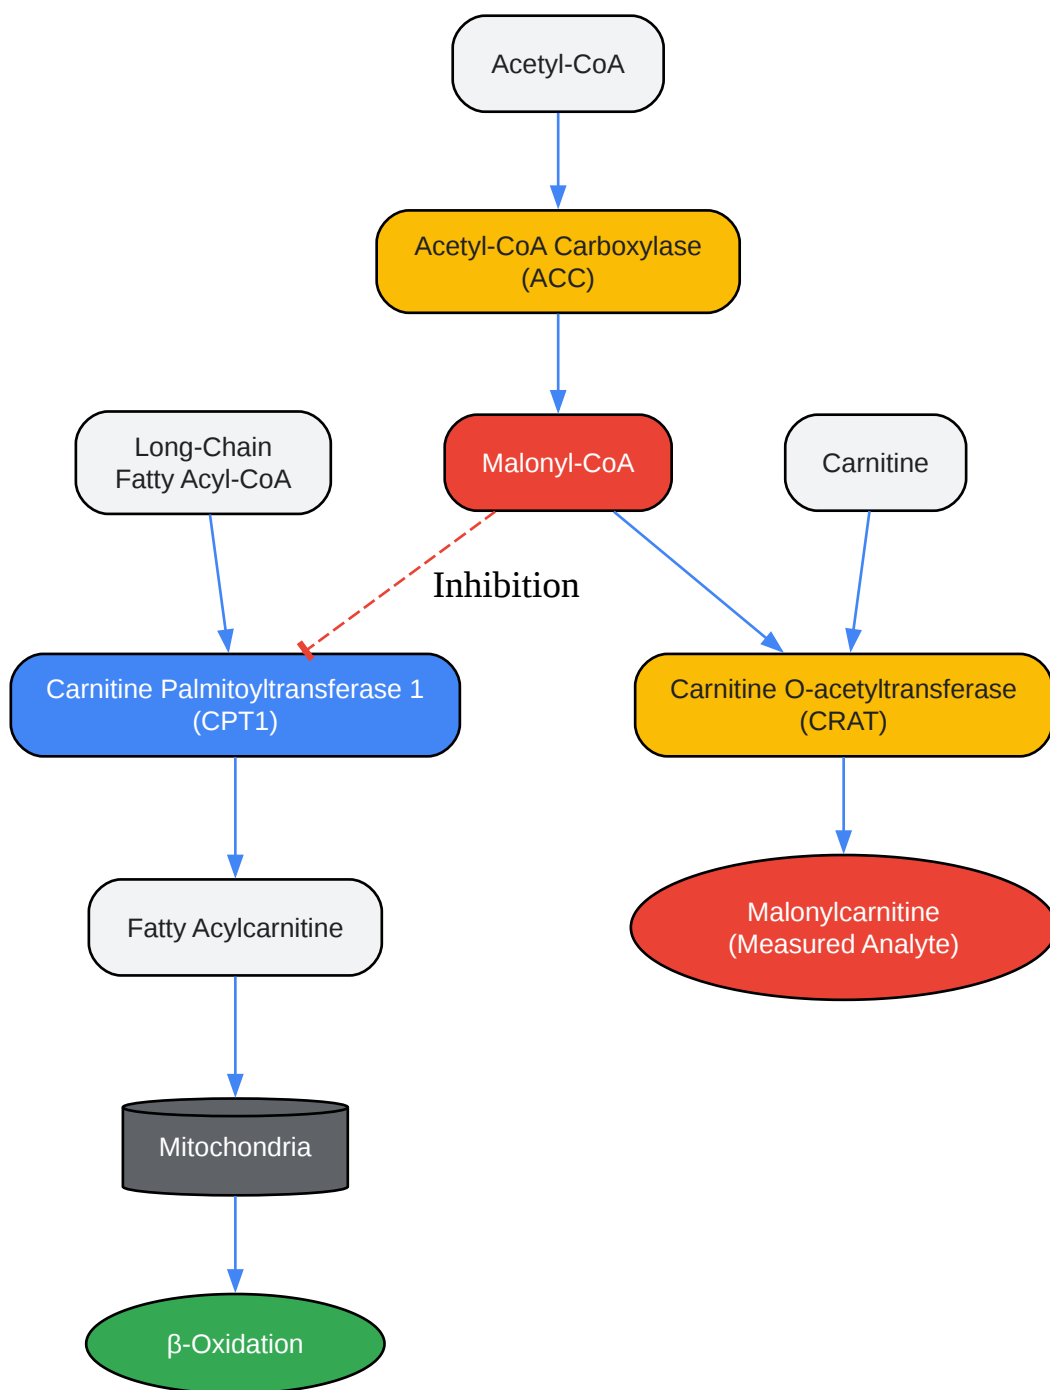 Acetyl-CoA
Acetyl-CoA Carboxylase
(ACC)
Long-Chain
Fatty Acyl-CoA
Malonyl-CoA
Carnitine
Inhibition
Carnitine Palmitoyltransferase 1
(CPT1)
Carnitine O-acetyltransferase
(CRAT)
Fatty Acylcarnitine
Malonylcarnitine
(Measured Analyte)
Mitochondria
β-Oxidation